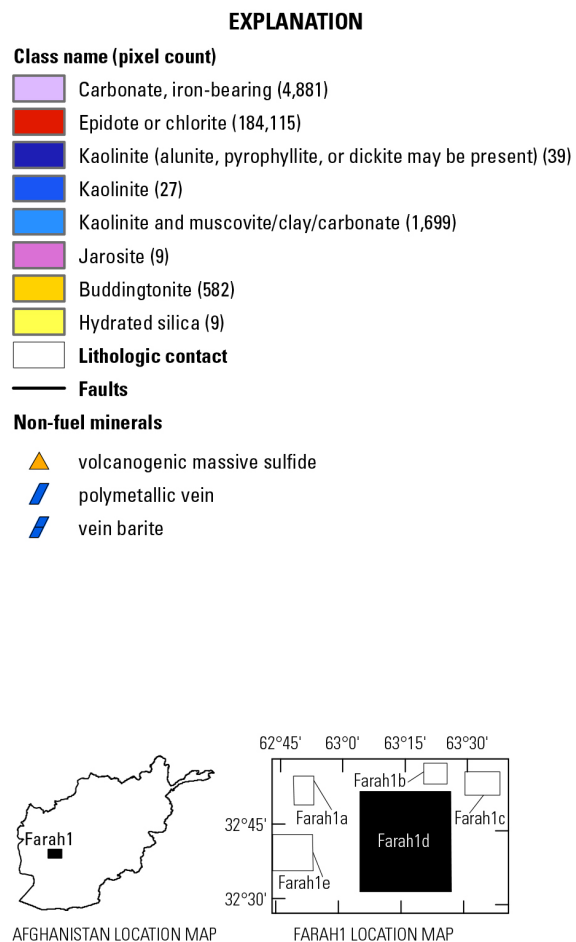 EXPLANATION
Class name (pixel count)
Carbonate, iron-bearing (4,881)
Epidote or chlorite (184,115)
Kaolinite (alunite, pyrophyllite, or dickite may be present) (39)
Kaolinite (27)
Kaolinite and muscovite/clay/carbonate (1,699)
Jarosite (9)
Buddingtonite (582)
Hydrated silica (9)
Lithologic contact
Faults
Non-fuel minerals
volcanogenic massive sulfide
polymetallic vein
vein barite
62°45' 63°0' 63°15' 63°30'
Farah1b
Farah1a
Farah1c
32°45'
Farah1
Farah1d
Farah1e
32°30'
AFGHANISTAN LOCATION MAP
FARAH1 LOCATION MAP